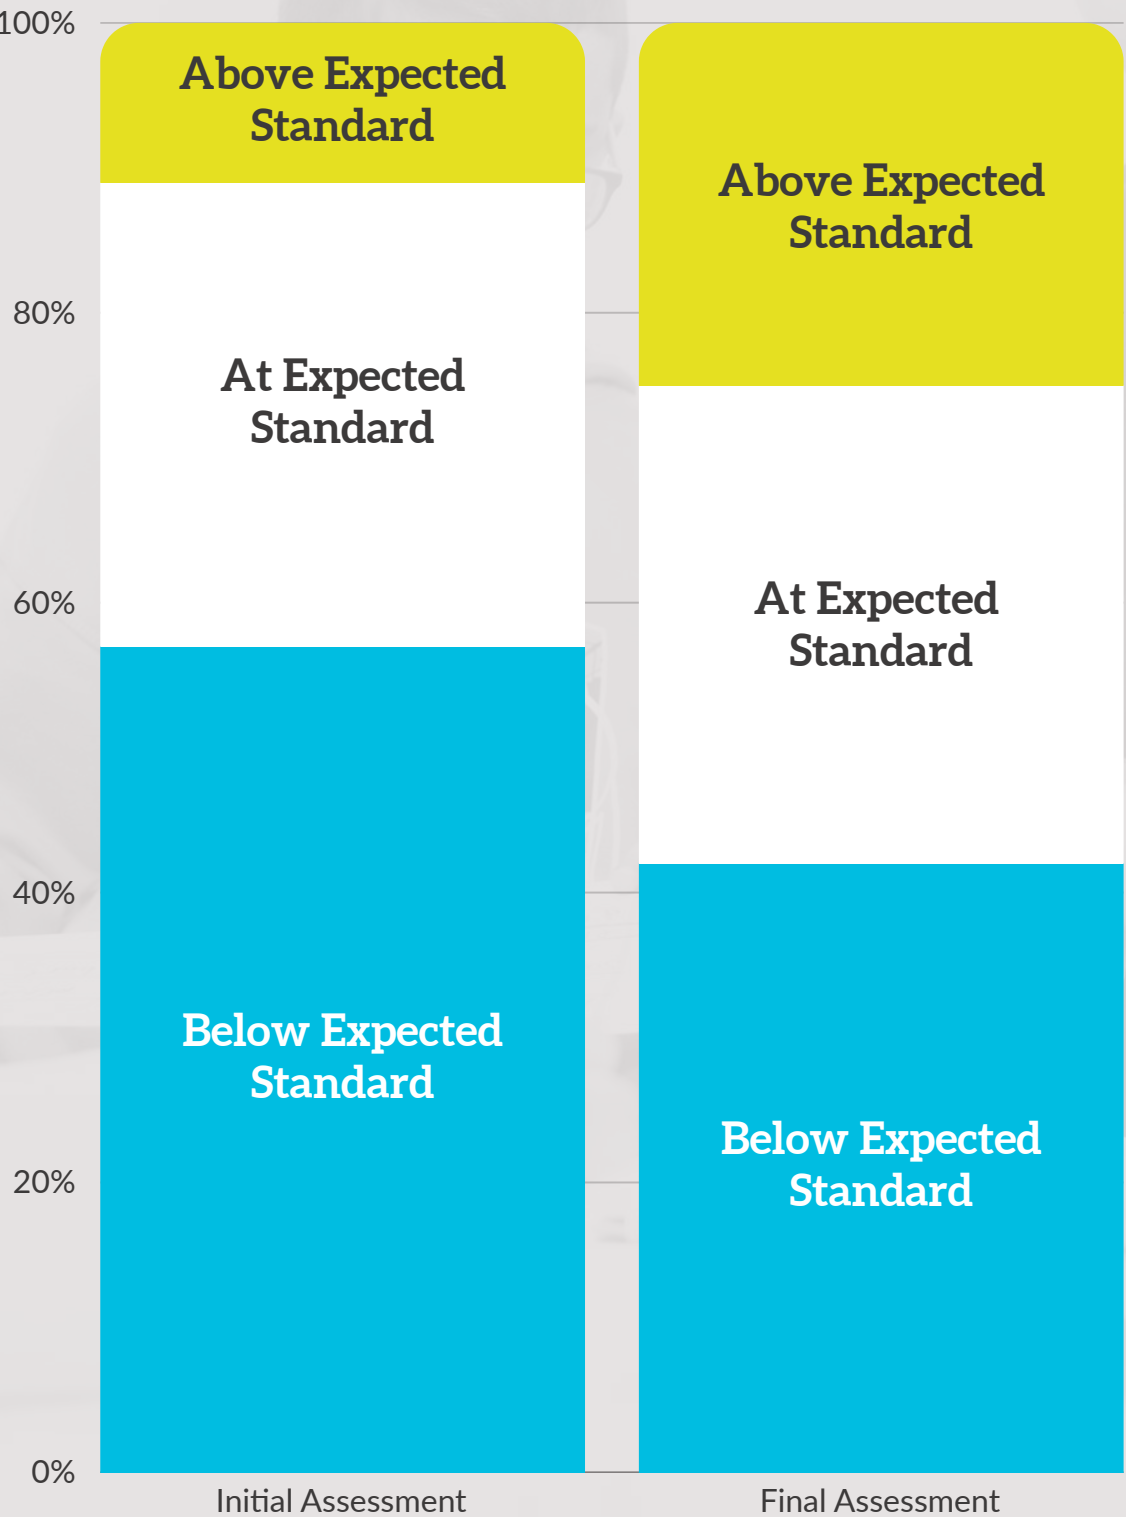 100%
80%
60%
40%
20%
0%
Above Expected
Standard
At Expected
Standard
Below Expected
Standard
Above Expected
Standard
At Expected
Standard
Below Expected
Standard
Initial Assessment
Final Assessment